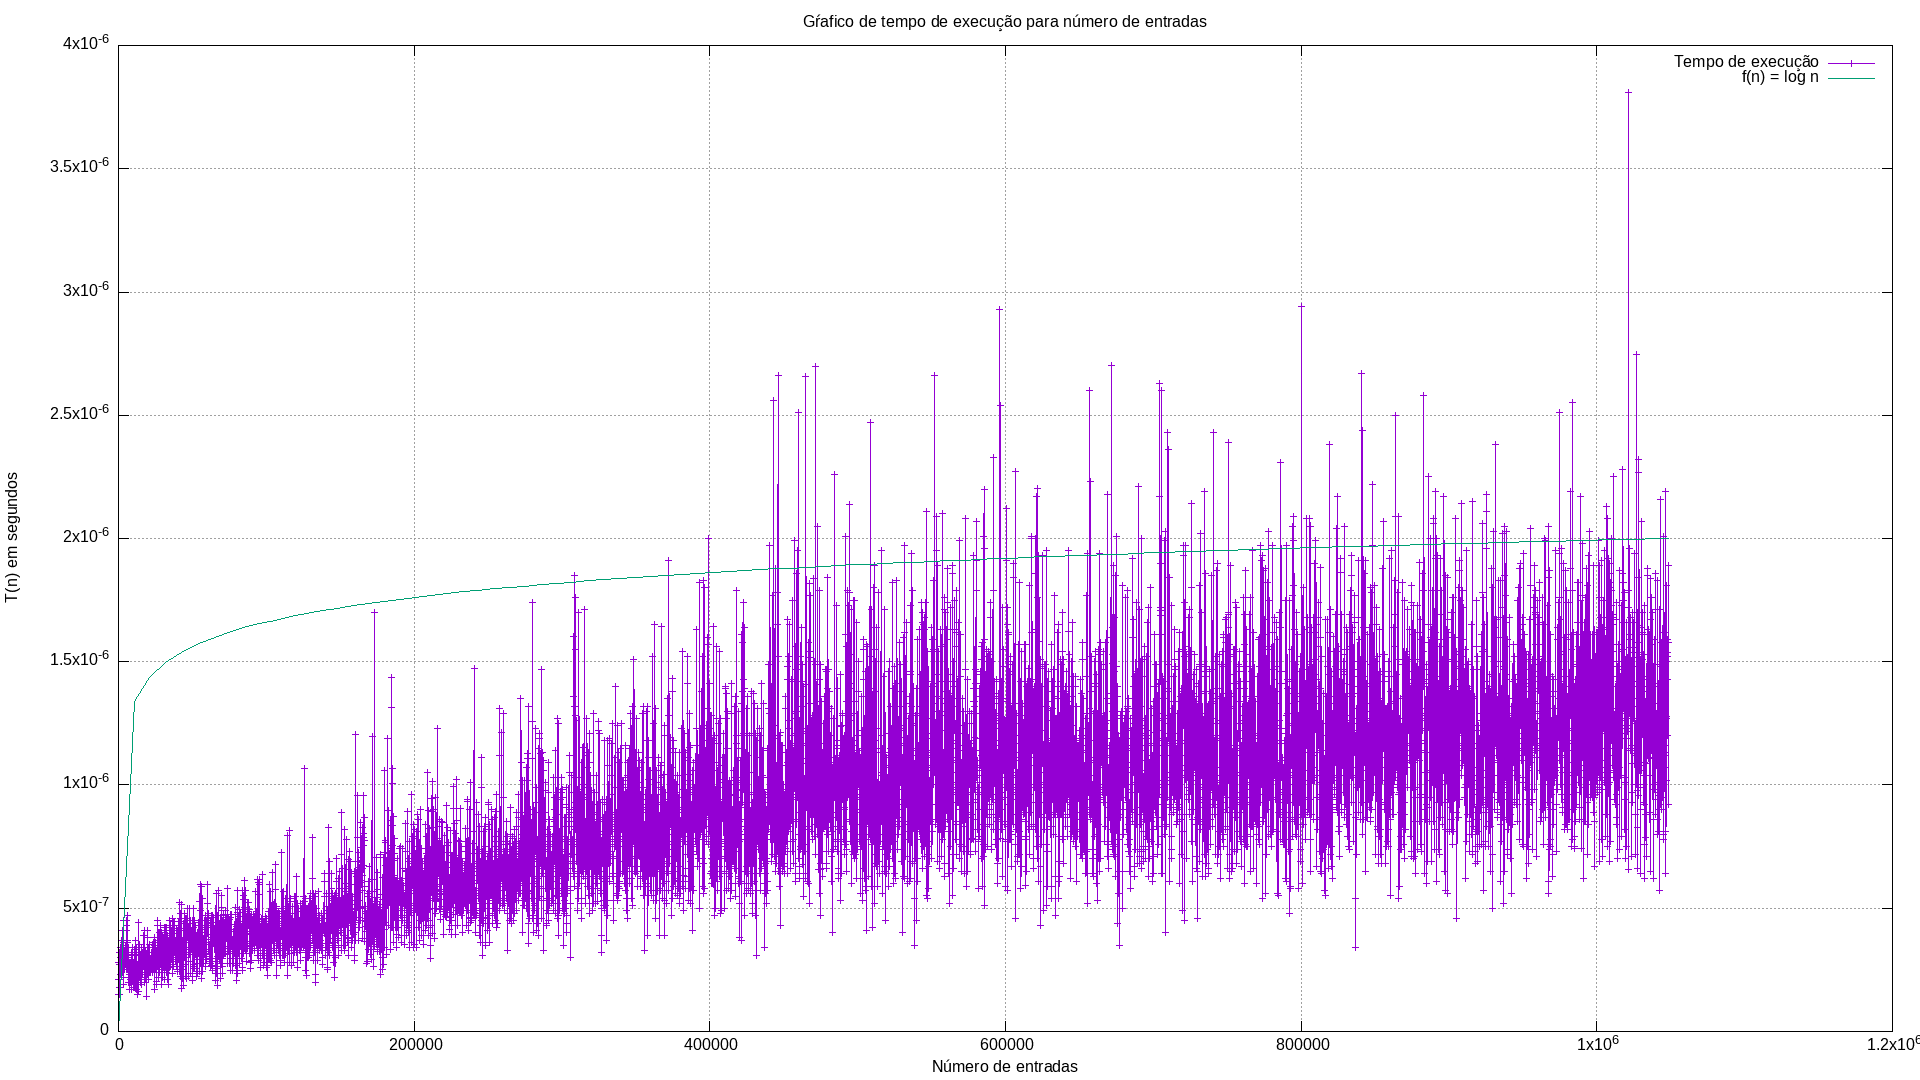 Gŕafico de tempo de execução para número de entradas
4x10-6
3.5x10-6
3x10-6
2.5x10-6
2x10-6
1.5x10-6
1x10-6
5x10-7
0
T(n) em segundos
Tempo de execução
f(n) = log n
0 200000 400000 600000 800000 1x106 1.2x106
Número de entradas